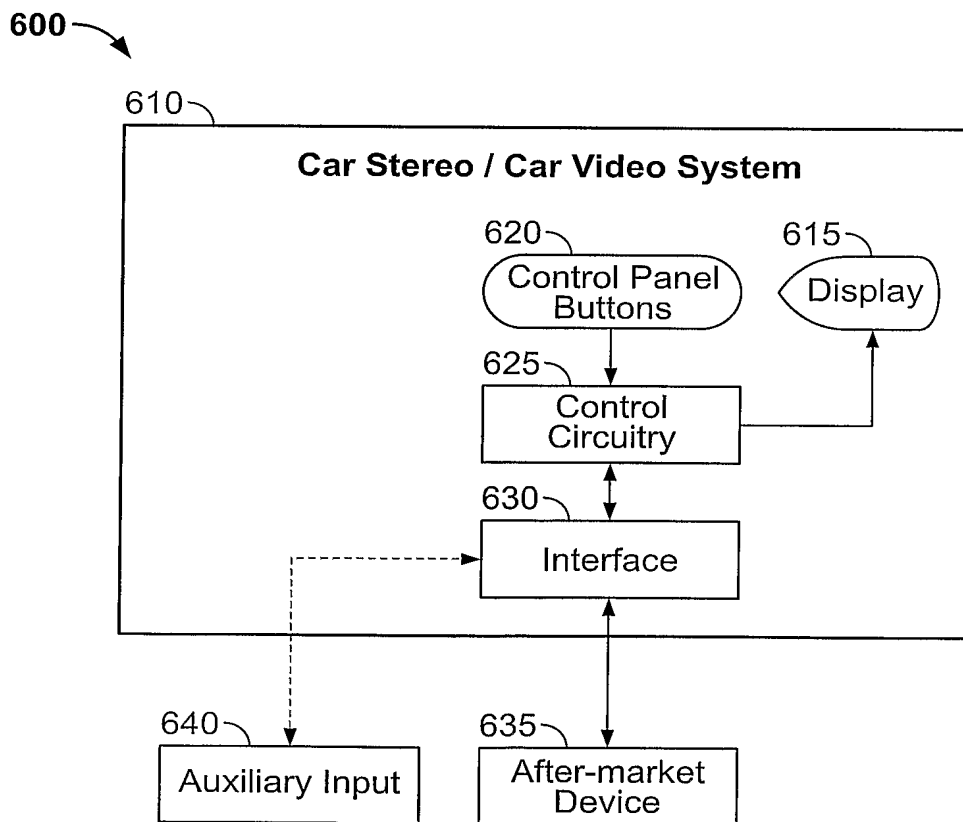 600
610
Car Stereo / Car Video System
620
615
Control Panel
Buttons
Display
625
Control
Circuitry
630
Interface
640
635
Auxiliary Input
After-market
Device